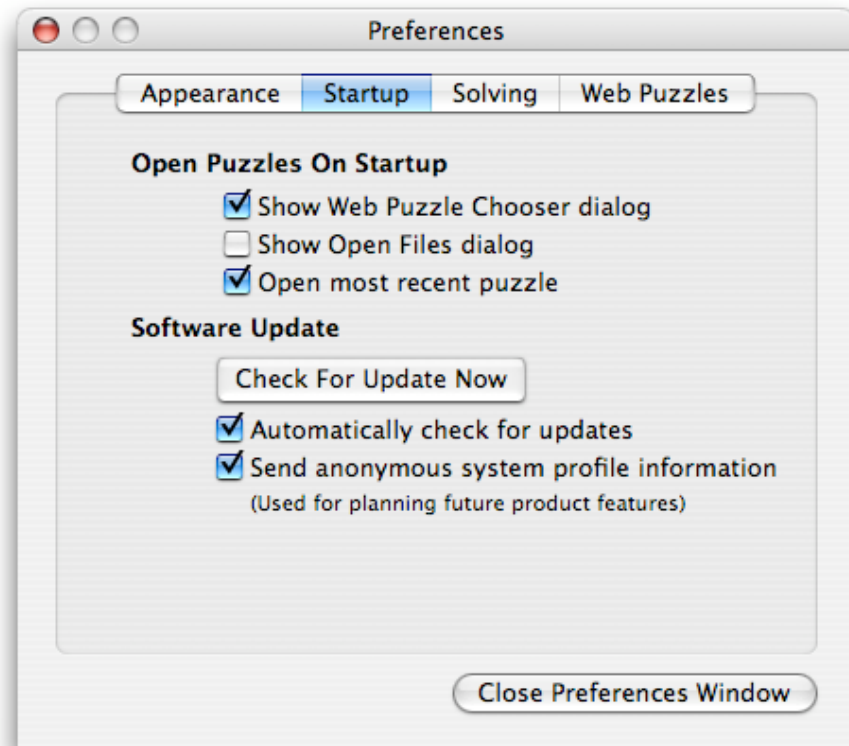 Preferences
Appearance Startup Solving Web Puzzles
Open Puzzles On Startup
Show Web Puzzle Chooser dialog
Show Open Files dialog
Open most recent puzzle
Software Update
Check For Update Now
Automatically check for updates
Send anonymous system profile information
(Used for planning future product features)
Close Preferences Window